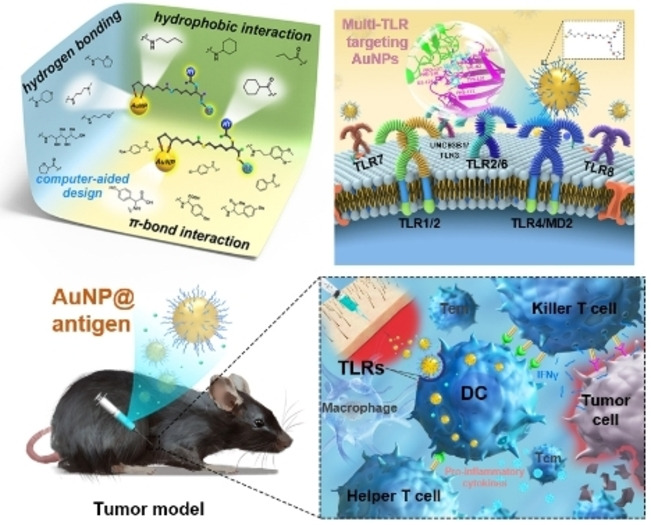 hydrogen bonding
hydrophobic interaction
AuNP
AuNP
computer-aided
design
π-bond interaction
Multi-TLR
targeting
AuNPs
TLR7
UNC93B1/
TLR3
TLR2/6
TLR8
TLR1/2
TLR4/MD2
AuNP@
antigen
Tumor model
Killer T cell
TLRs
IFNγ
DC
Macrophage
Tumor
cell
Tcm
Pro-inflammatory
cytokines
Helper T cell